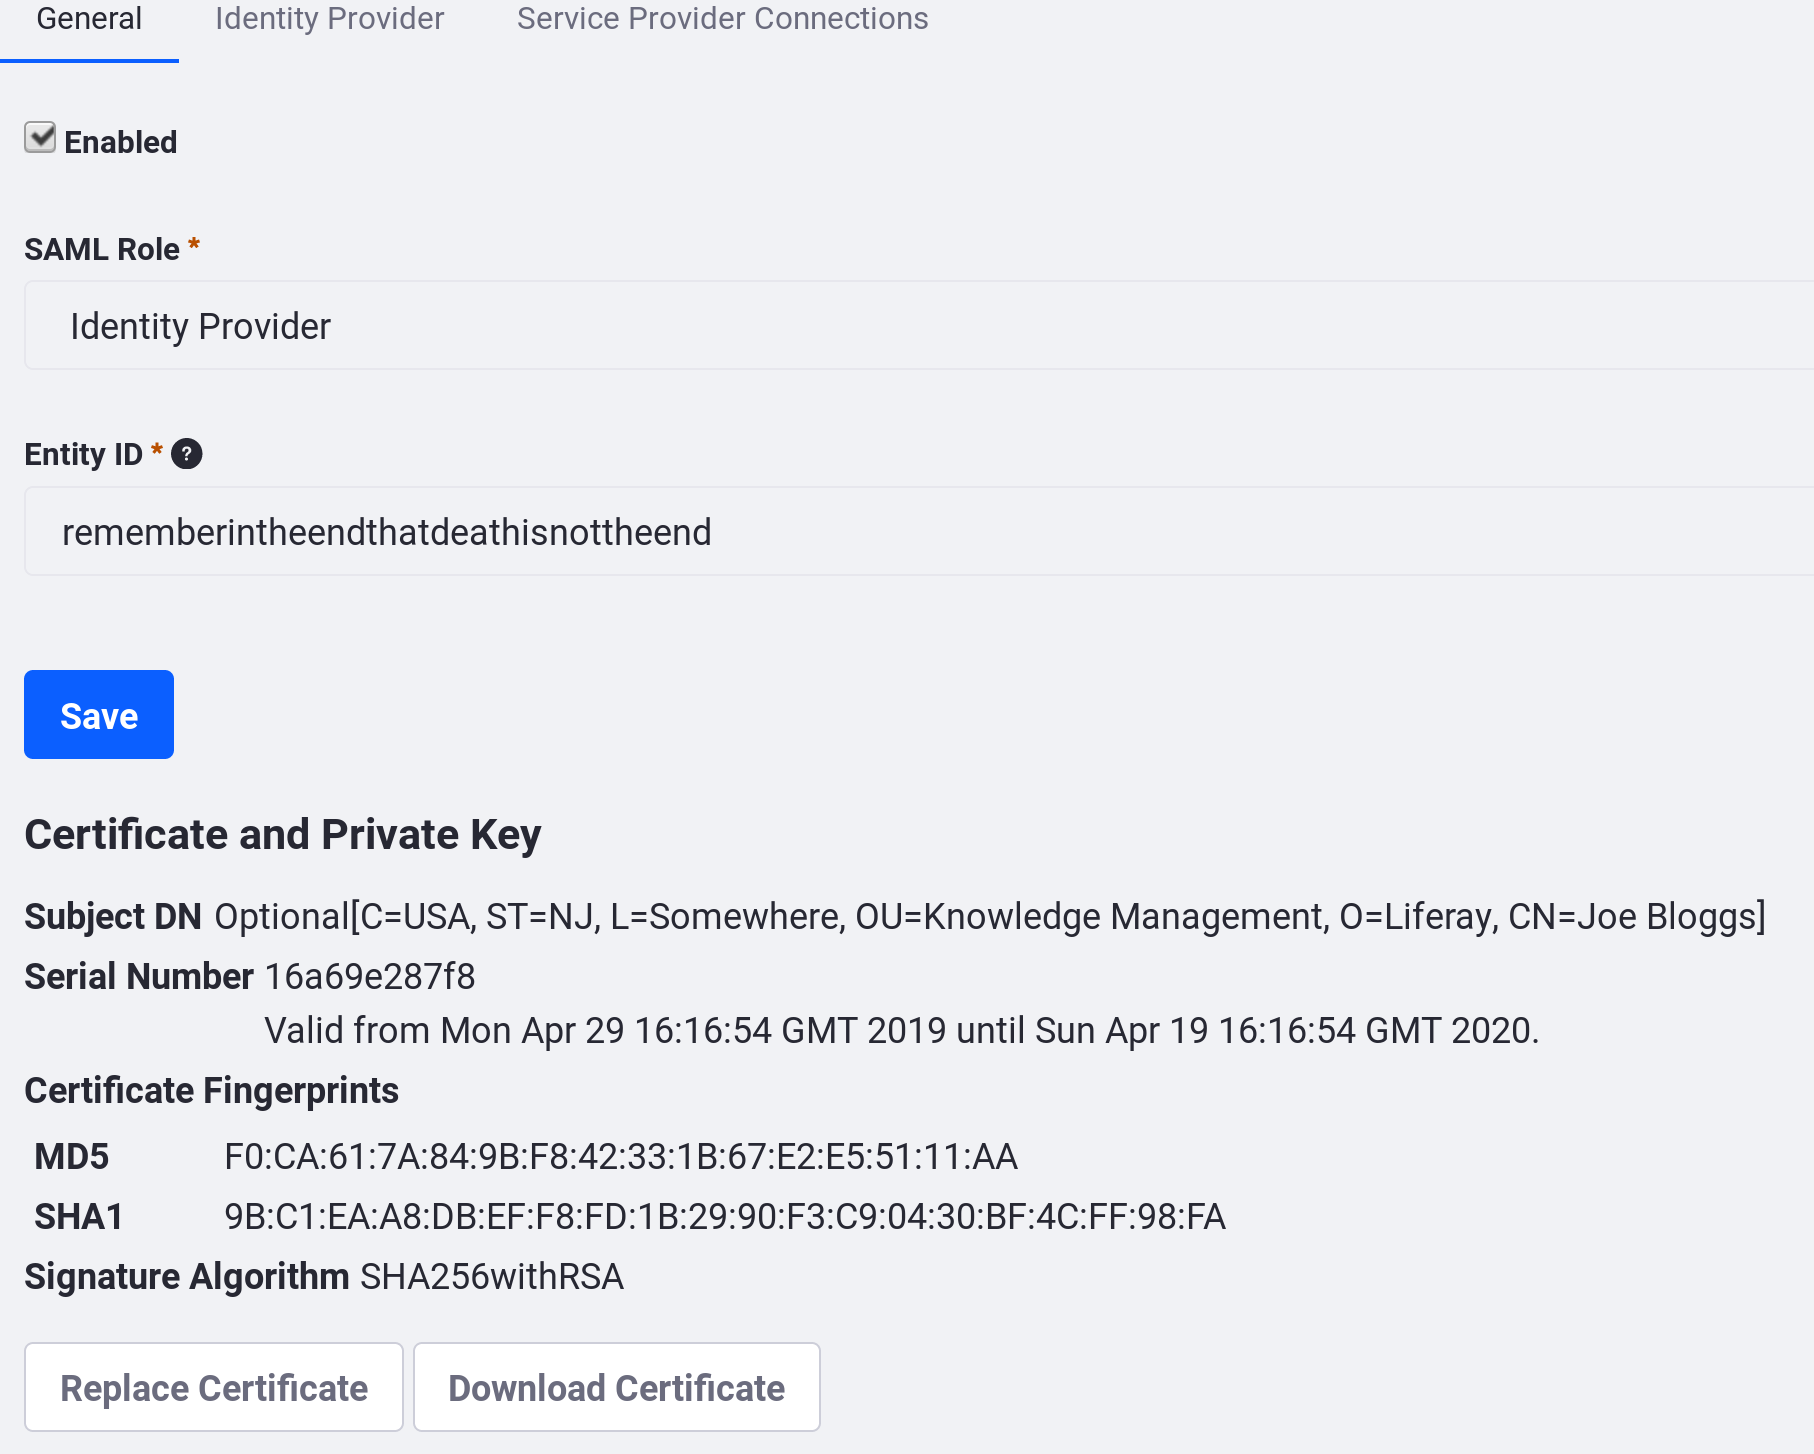 General Identity Provider Service Provider Connections
Enabled
SAML Role *
Identity Provider
Entity ID * ?
rememberintheendthatdeathisnottheend
Save
Certificate and Private Key
Subject DN Optional[C=USA, ST=NJ, L=Somewhere, OU=Knowledge Management, O=Liferay, CN=Joe Bloggs]
Serial Number 16a69e287f8
Valid from Mon Apr 29 16:16:54 GMT 2019 until Sun Apr 19 16:16:54 GMT 2020.
Certificate Fingerprints
MD5 F0:CA:61:7A:84:9B:F8:42:33:1B:67:E2:E5:51:11:AA
SHA1 9B:C1:EA:A8:DB:EF:F8:FD:1B:29:90:F3:C9:04:30:BF:4C:FF:98:FA
Signature Algorithm SHA256withRSA
Replace Certificate Download Certificate